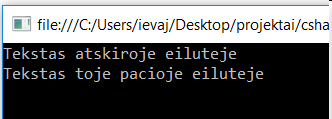 file:///C:/Users/ievaj/Desktop/projektai/csha
Tekstas atskiroje eiluteje
Tekstas toje pacioje eiluteje